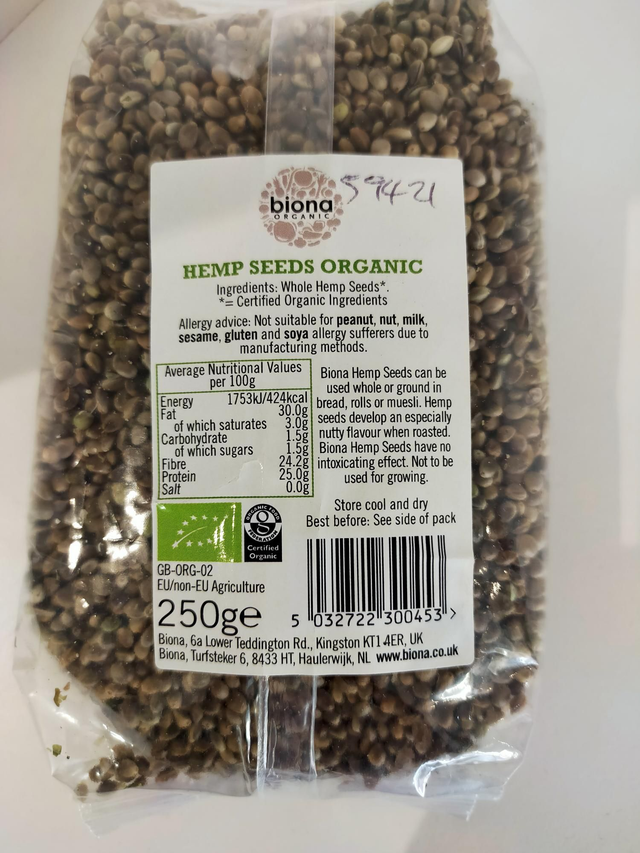 biona
ORGANIC
59421
HEMP SEEDS ORGANIC
Ingredients: Whole Hemp Seeds*.
*= Certified Organic Ingredients
Allergy advice: Not suitable for peanut, nut, milk,
sesame, gluten and soya allergy sufferers due to
manufacturing methods.
Average Nutritional Values
per 100g
Energy 1753kJ/424kcal
Fat 30.0g
of which saturates 3.0g
Carbohydrate 1.5g
of which sugars 1.5g
Fibre 24.2g
Protein 25.0g
Salt 0.0g
Biona Hemp Seeds can be
used whole or ground in
bread, rolls or muesli. Hemp
seeds develop an especially
nutty flavour when roasted.
Biona Hemp Seeds have no
intoxicating effect. Not to be
used for growing.
Store cool and dry
Best before: See side of pack
ORGANIC FOOD
FEDERATION
Certified
Organic
GB-ORG-02
EU/non-EU Agriculture
250g℮
5 032722 300453 >
Biona, 6a Lower Teddington Rd., Kingston KT1 4ER, UK
Biona, Turfsteker 6, 8433 HT, Haulerwijk, NL www.biona.co.uk